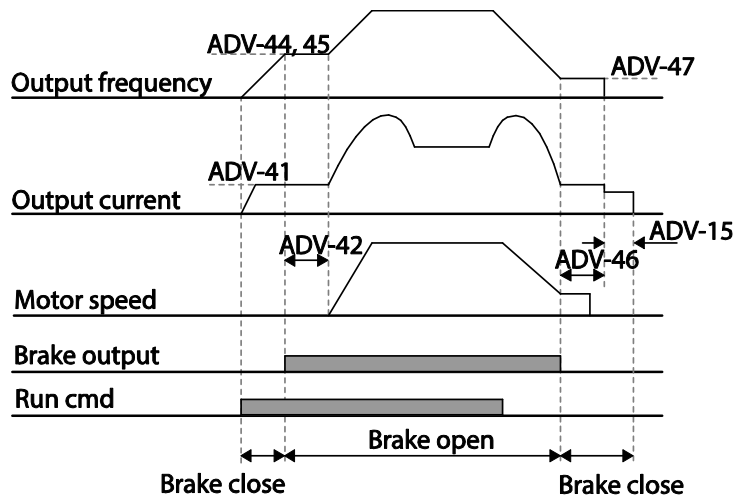 ADV-44, 45
Output frequency
ADV-47
ADV-41
Output current
ADV-15
ADV-42
ADV-46
Motor speed
Brake output
Run cmd
Brake open
Brake close
Brake close